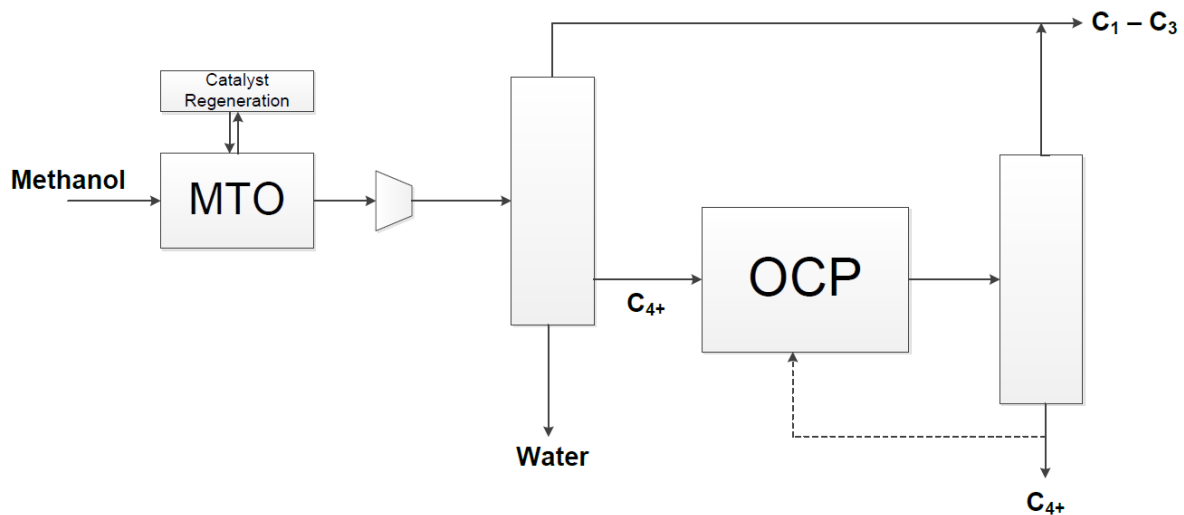 C₁ – C₃
Catalyst
Regeneration
Methanol
MTO
OCP
C₄₊
Water
C₄₊